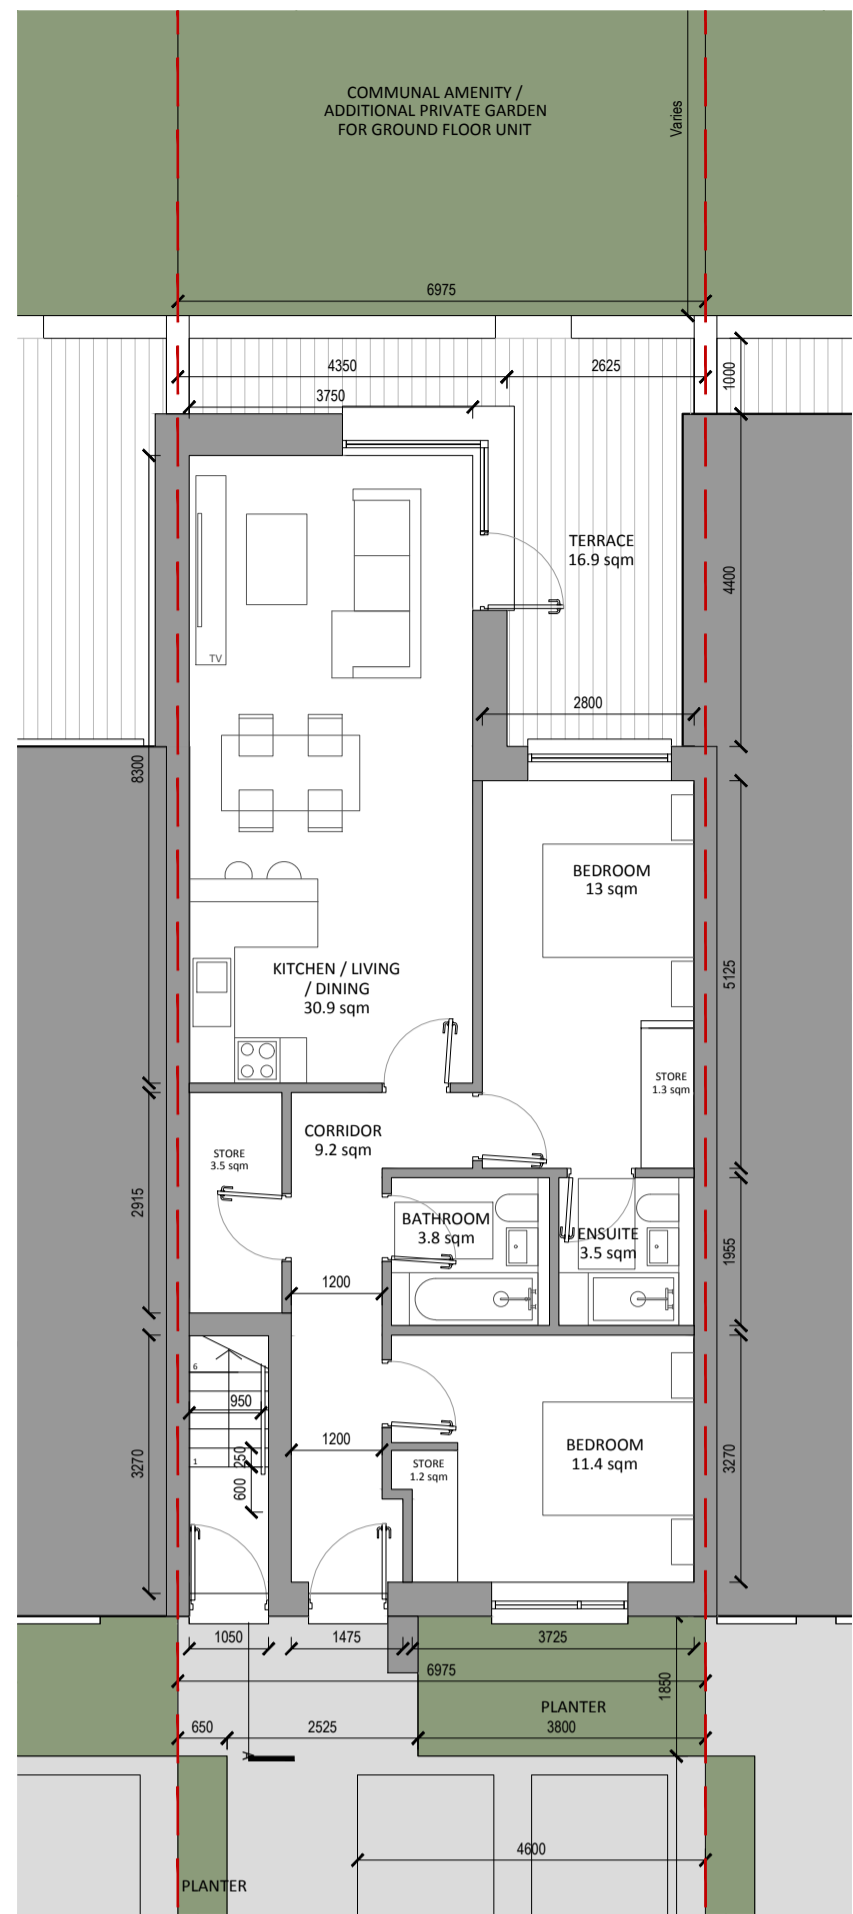 COMMUNAL AMENITY /
ADDITIONAL PRIVATE GARDEN
FOR GROUND FLOOR UNIT
Varies
6975
4350
2625
1000
3750
TERRACE
16.9 sqm
4400
TV
2800
8300
BEDROOM
13 sqm
5125
KITCHEN / LIVING
/ DINING
30.9 sqm
STORE
1.3 sqm
CORRIDOR
9.2 sqm
STORE
3.5 sqm
2915
BATHROOM
3.8 sqm
ENSUITE
3.5 sqm
1955
1200
6
950
1200
250
1
600
3270
BEDROOM
11.4 sqm
STORE
1.2 sqm
3270
1050
1475
3725
6975
1850
PLANTER
650
2525
3800
A
4600
PLANTER